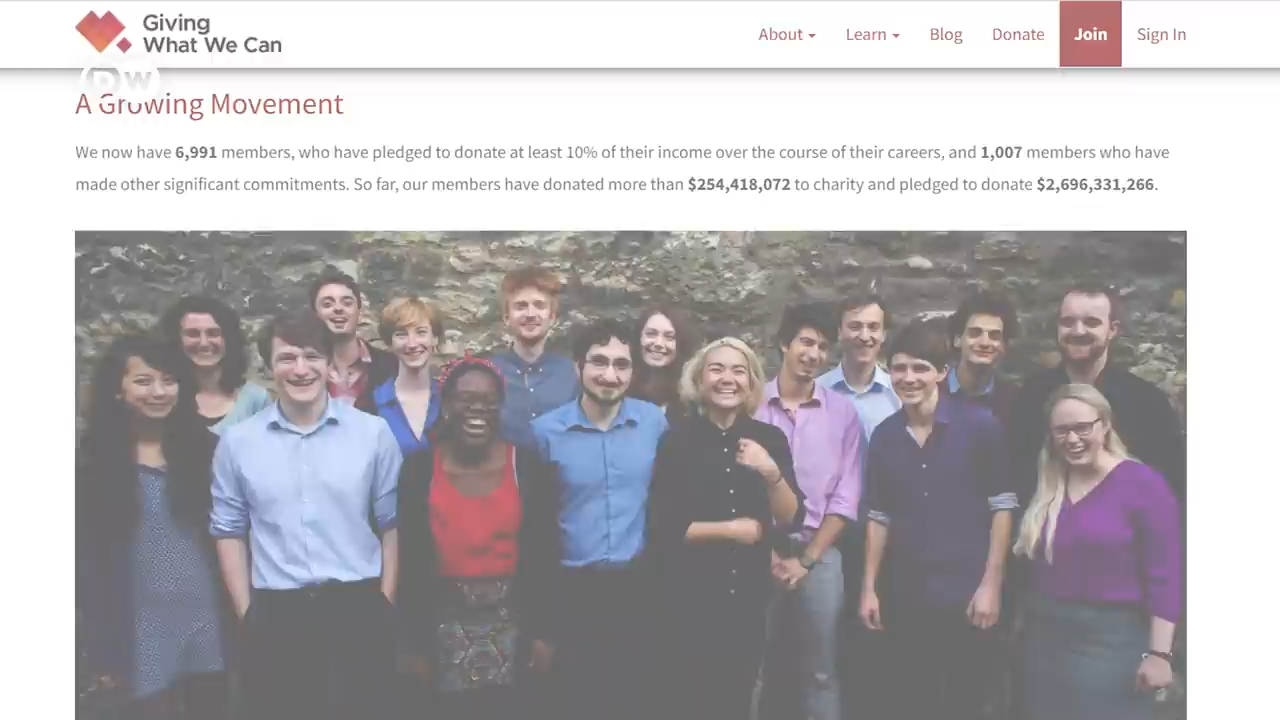 Giving
What We Can
About
Learn
Blog
Donate
Join
Sign In
DW
A Growing Movement
We now have 6,991 members, who have pledged to donate at least 10% of their income over the course of their careers, and 1,007 members who have
made other significant commitments. So far, our members have donated more than $254,418,072 to charity and pledged to donate $2,696,331,266.